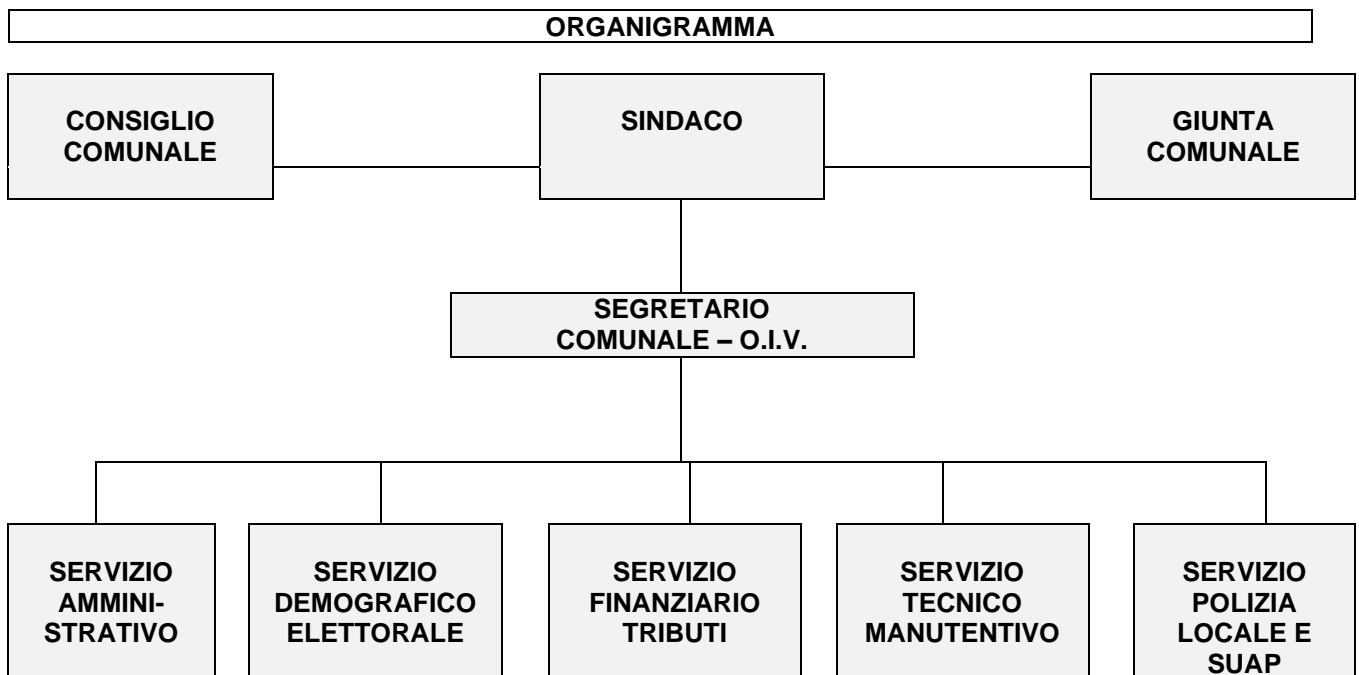 ORGANIGRAMMA
CONSIGLIO
COMUNALE
SINDACO
GIUNTA
COMUNALE
SEGRETARIO
COMUNALE – O.I.V.
SERVIZIO
AMMINI-
STRATIVO
SERVIZIO
DEMOGRAFICO
ELETTORALE
SERVIZIO
FINANZIARIO
TRIBUTI
SERVIZIO
TECNICO
MANUTENTIVO
SERVIZIO
POLIZIA
LOCALE E
SUAP